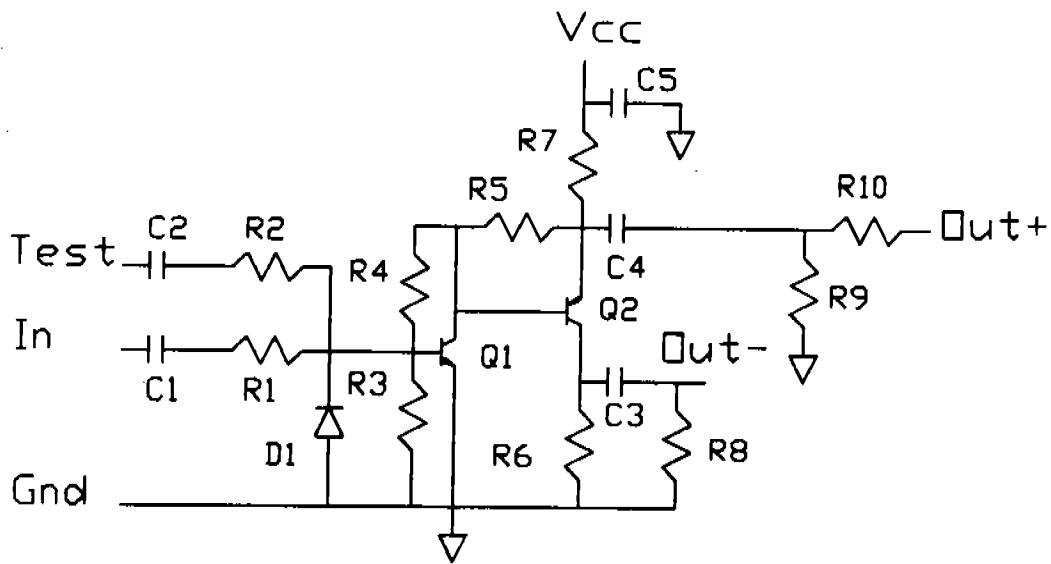 Vcc
C5
R7
R5
R10
Out+
C2
R2
Test
R4
C4
R9
Q2
In
Out-
Q1
C1
R1
R3
C3
D1
R6
R8
Gnd